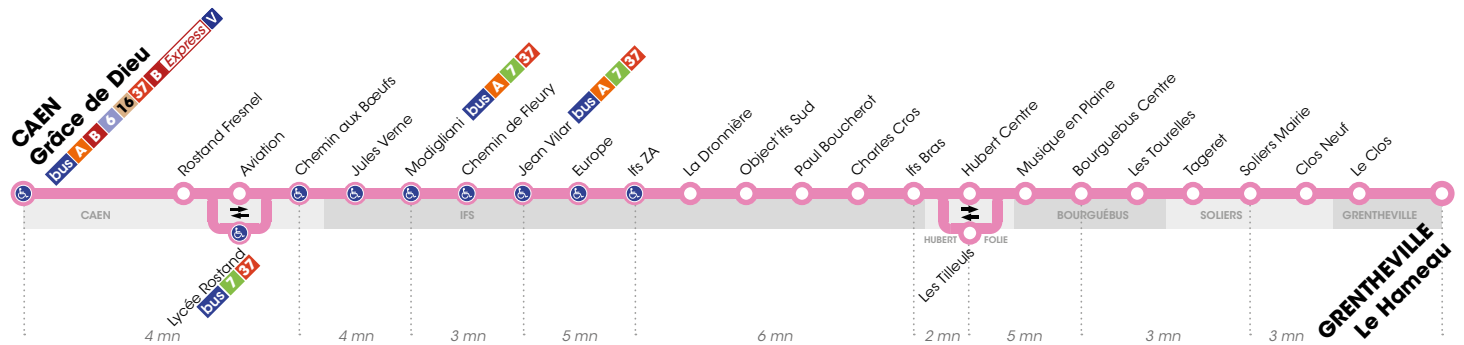 CAEN
Grâce de Dieu
bus A B 6 16 37 B Express V
Rostand Fresnel
Aviation
Lycée Rostand
bus 7 37
Chemin aux Bœufs
Jules Verne
Modigliani bus A 7 37
Chemin de Fleury
Jean Vilar bus A 7 37
Europe
Ifs ZA
La Dronnière
Object'Ifs Sud
Paul Boucherot
Charles Cros
Ifs Bras
Hubert Centre
Les Tilleuls
Musique en Plaine
Bourguebus Centre
Les Tourelles
Tageret
Soliers Mairie
Clos Neuf
Le Clos
GRENTHEVILLE
Le Hameau
CAEN
IFS
HUBERT FOLIE
BOURGUÉBUS
SOLIERS
GRENTHEVILLE
4 mn
4 mn
3 mn
5 mn
6 mn
2 mn
5 mn
3 mn
3 mn